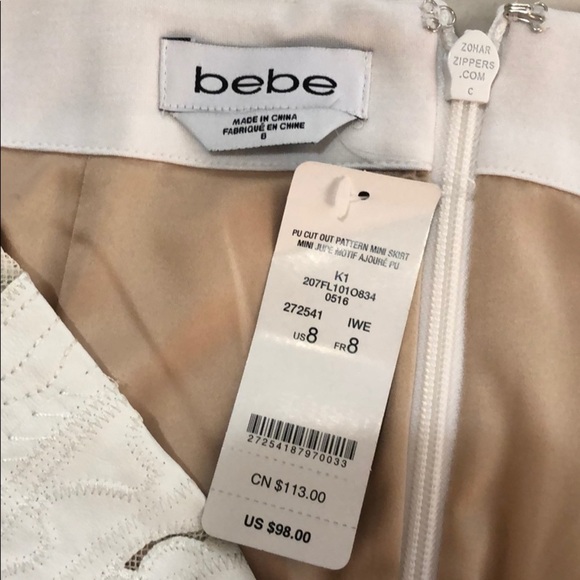 bebe
MADE IN CHINA
FABRIQUÉ EN CHINE
8
ZOHAR
ZIPPERS
.COM
C
PU CUT OUT PATTERN MINI SKIRT
MINI JUPE MOTIF AJOURÉ PU
K1
207FL101O834
0516
272541 IWE
US8 FR8
27254187970033
CN $113.00
US $98.00